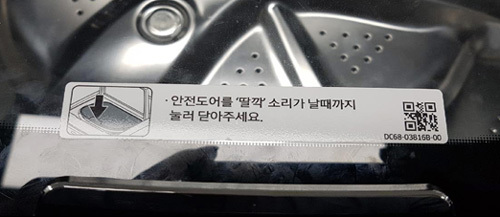 · 안전도어를 '딸깍' 소리가 날때까지
눌러 닫아주세요.
DC68-03816B-00